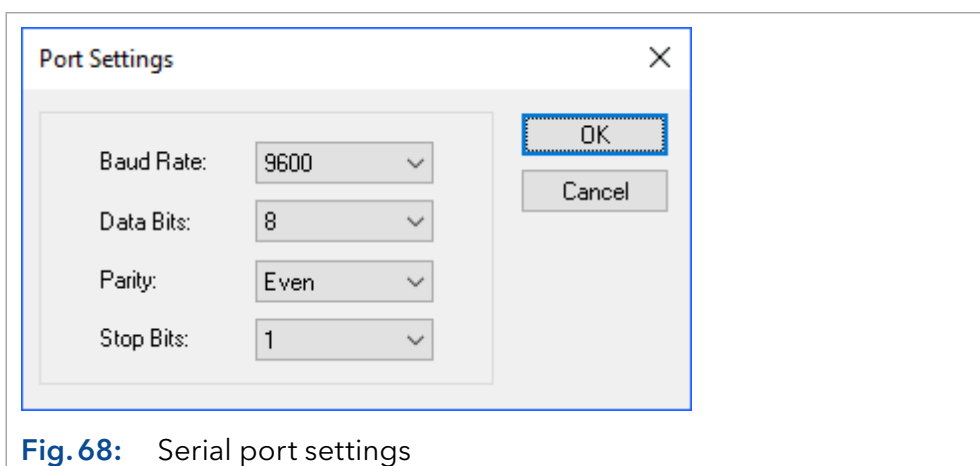 Port Settings
OK
Baud Rate: 9600
Cancel
Data Bits: 8
Parity: Even
Stop Bits: 1
Fig. 68: Serial port settings